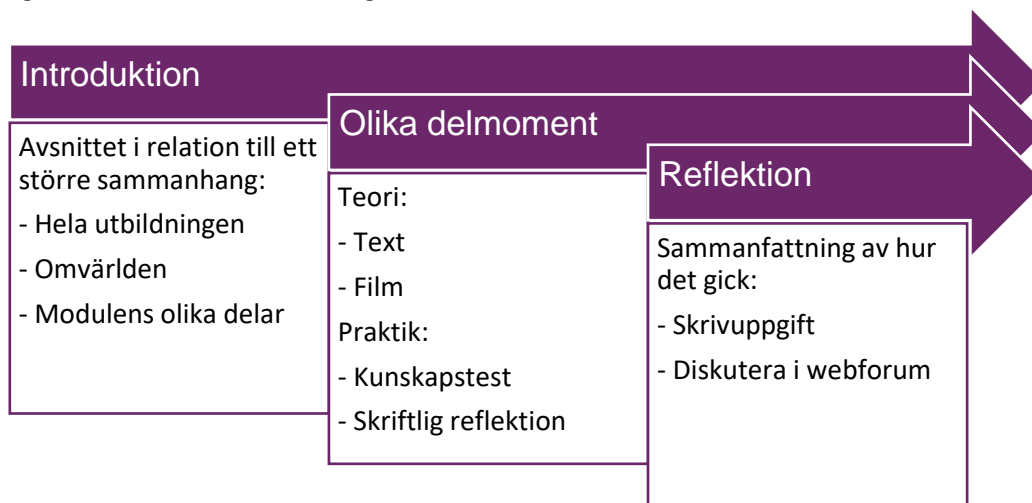 Introduktion
Avsnittet i relation till ett
större sammanhang:
- Hela utbildningen
- Omvärlden
- Modulens olika delar
Olika delmoment
Teori:
- Text
- Film
Praktik:
- Kunskapstest
- Skriftlig reflektion
Reflektion
Sammanfattning av hur
det gick:
- Skrivuppgift
- Diskutera i webforum